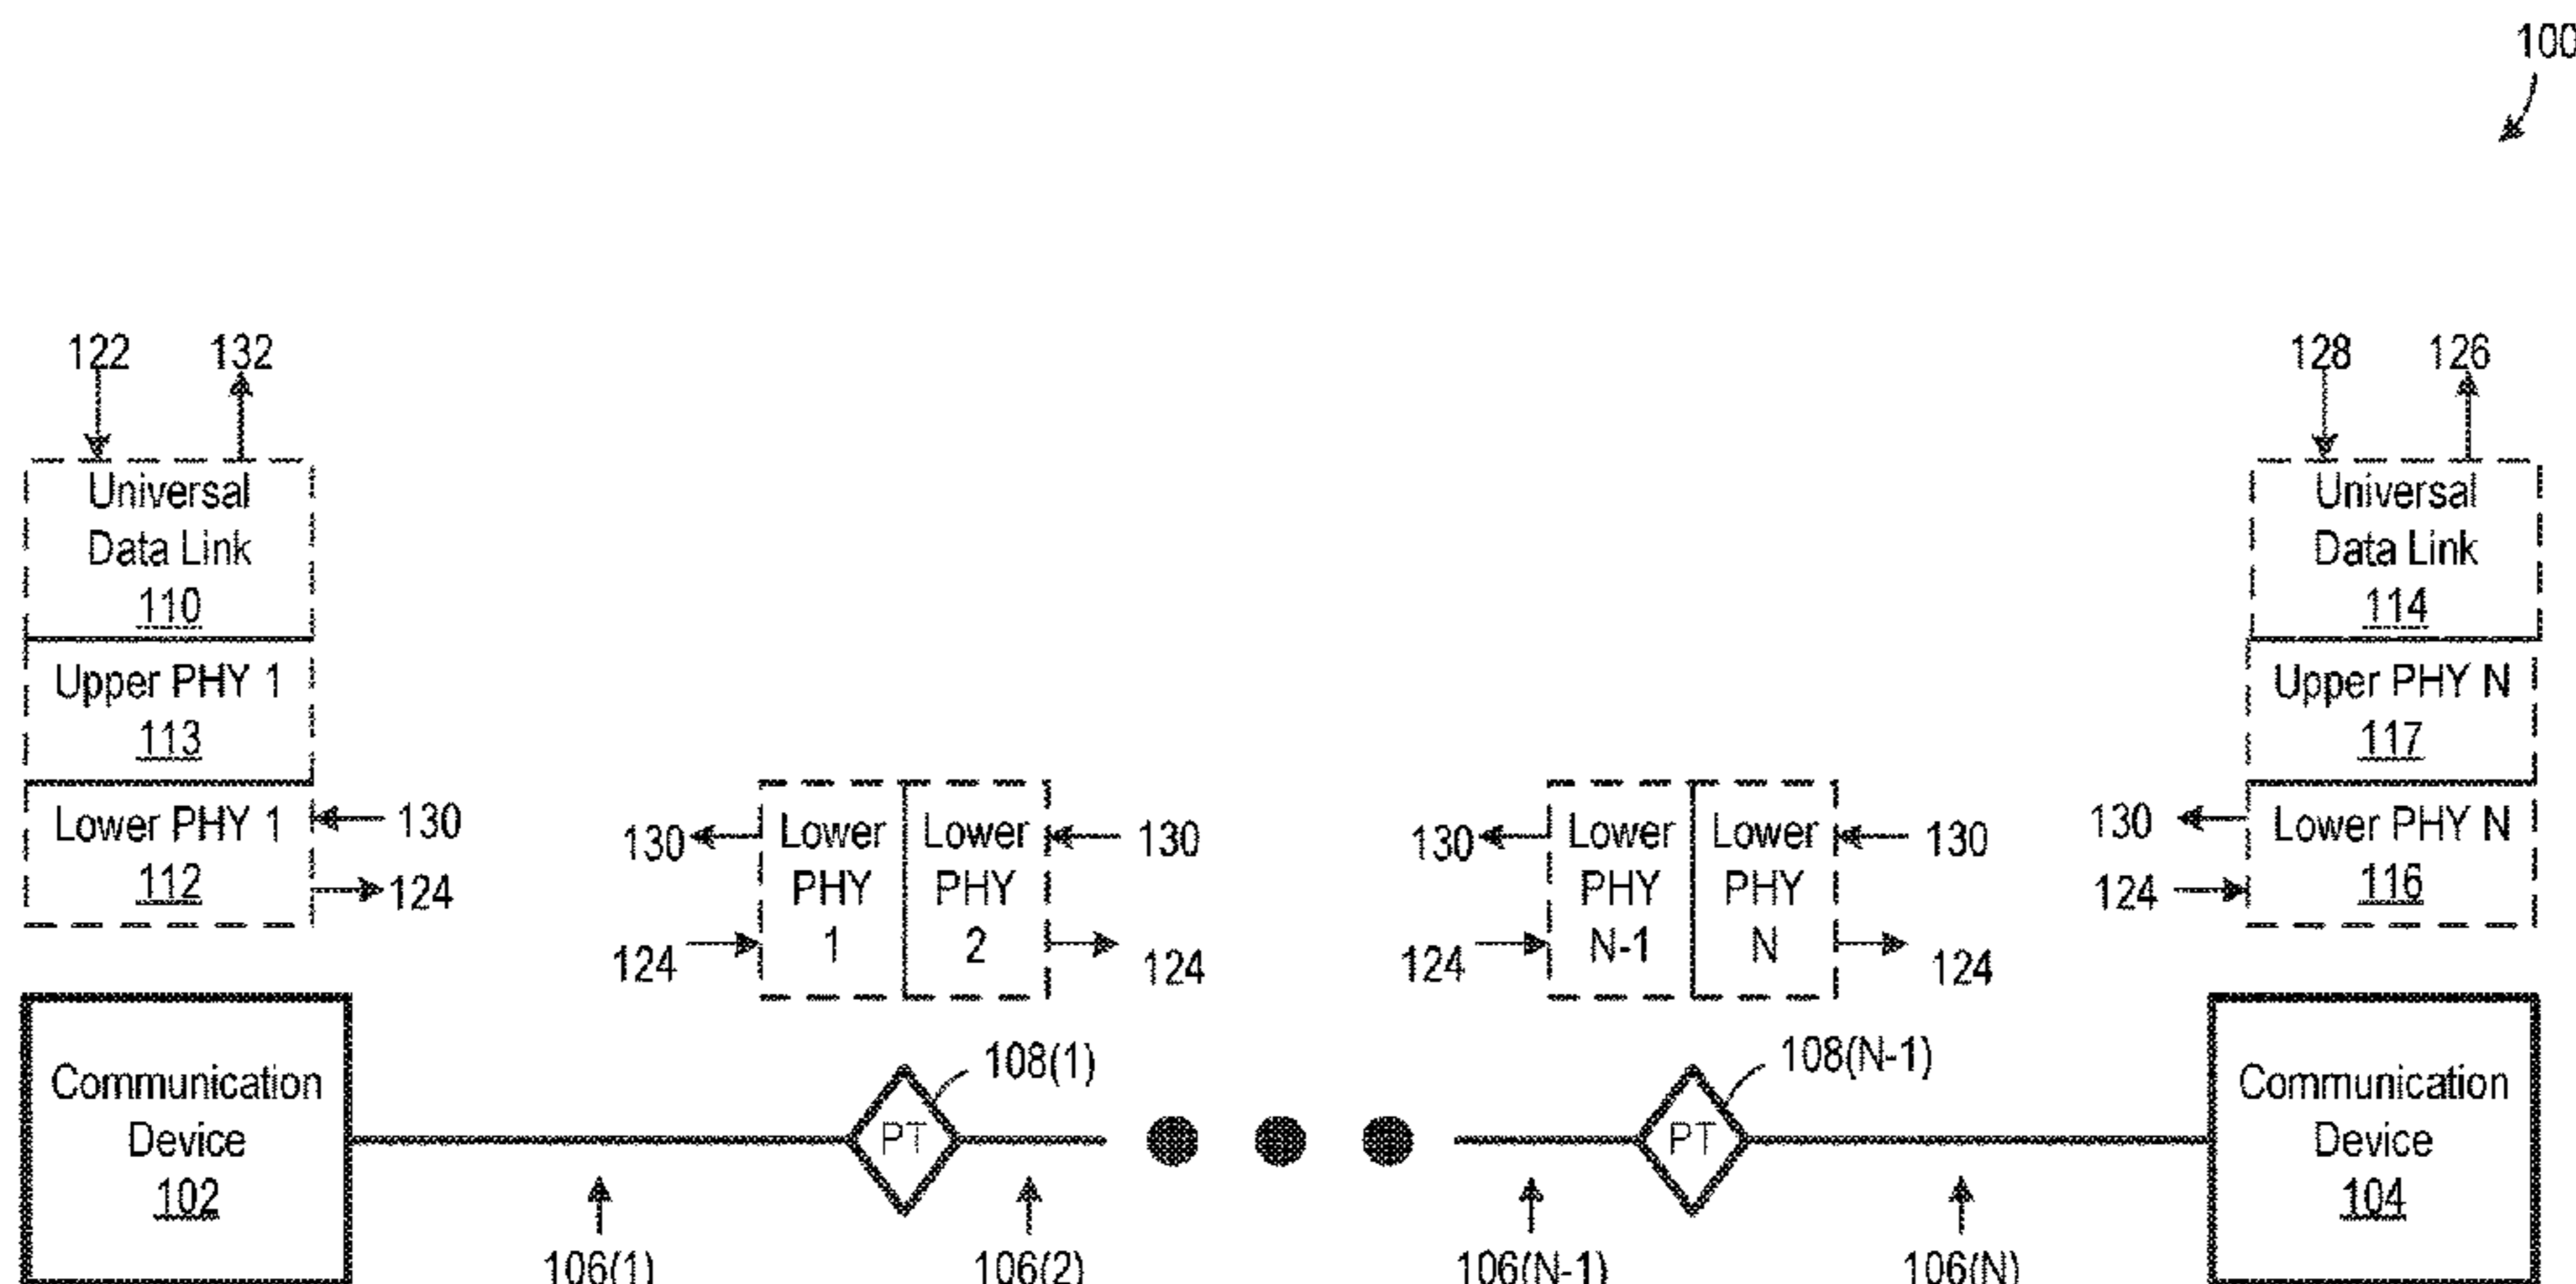 100
122 132
128 126
Universal
Data Link
110
Upper PHY 1
113
Lower PHY 1
112
130
124
130
124
Lower
PHY
1
Lower
PHY
2
130
124
130
124
Lower
PHY
N-1
Lower
PHY
N
130
124
Universal
Data Link
114
Upper PHY N
117
Lower PHY N
116
130
124
Communication
Device
102
PT
108(1)
PT
108(N-1)
Communication
Device
104
106(1)
106(2)
106(N-1)
106(N)